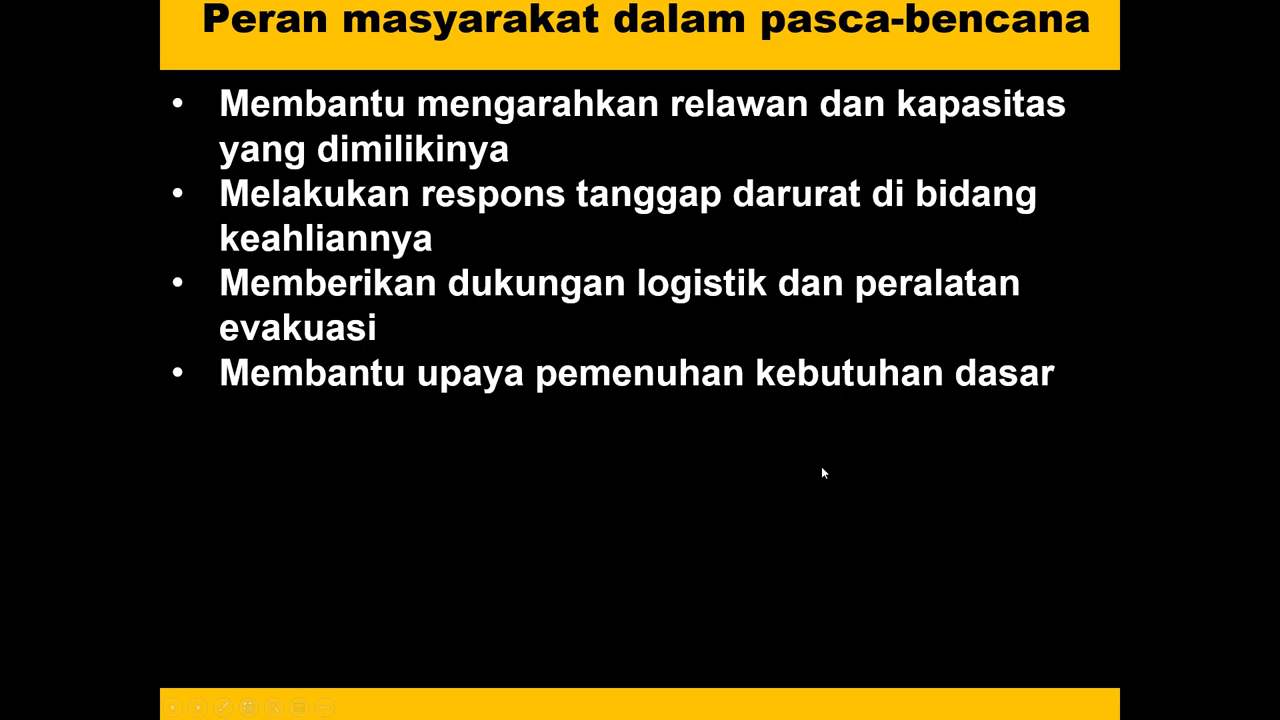 Peran masyarakat dalam pasca-bencana
• Membantu mengarahkan relawan dan kapasitas
yang dimilikinya
• Melakukan respons tanggap darurat di bidang
keahliannya
• Memberikan dukungan logistik dan peralatan
evakuasi
• Membantu upaya pemenuhan kebutuhan dasar